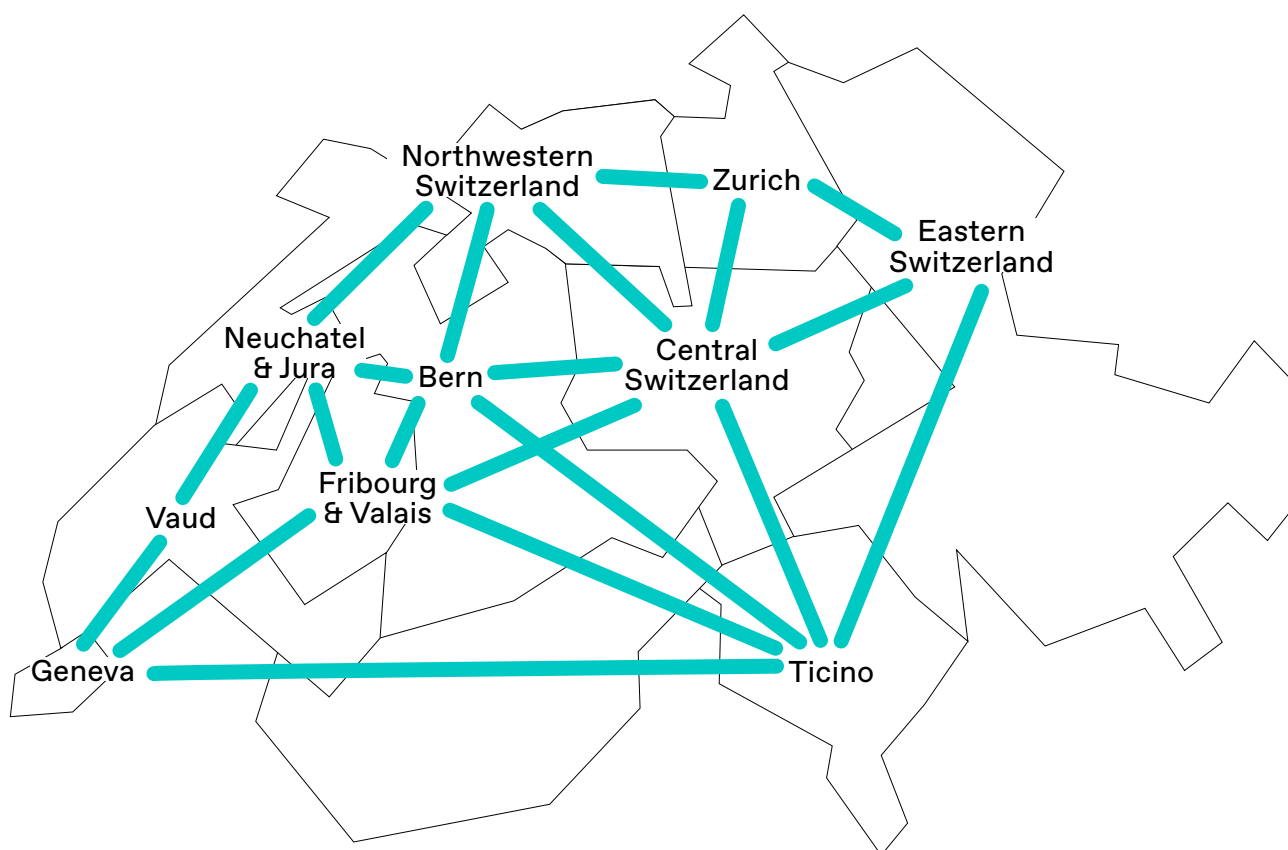 Northwestern
Switzerland
Zurich
Eastern
Switzerland
Neuchatel
& Jura
Bern
Central
Switzerland
Fribourg
& Valais
Vaud
Geneva
Ticino